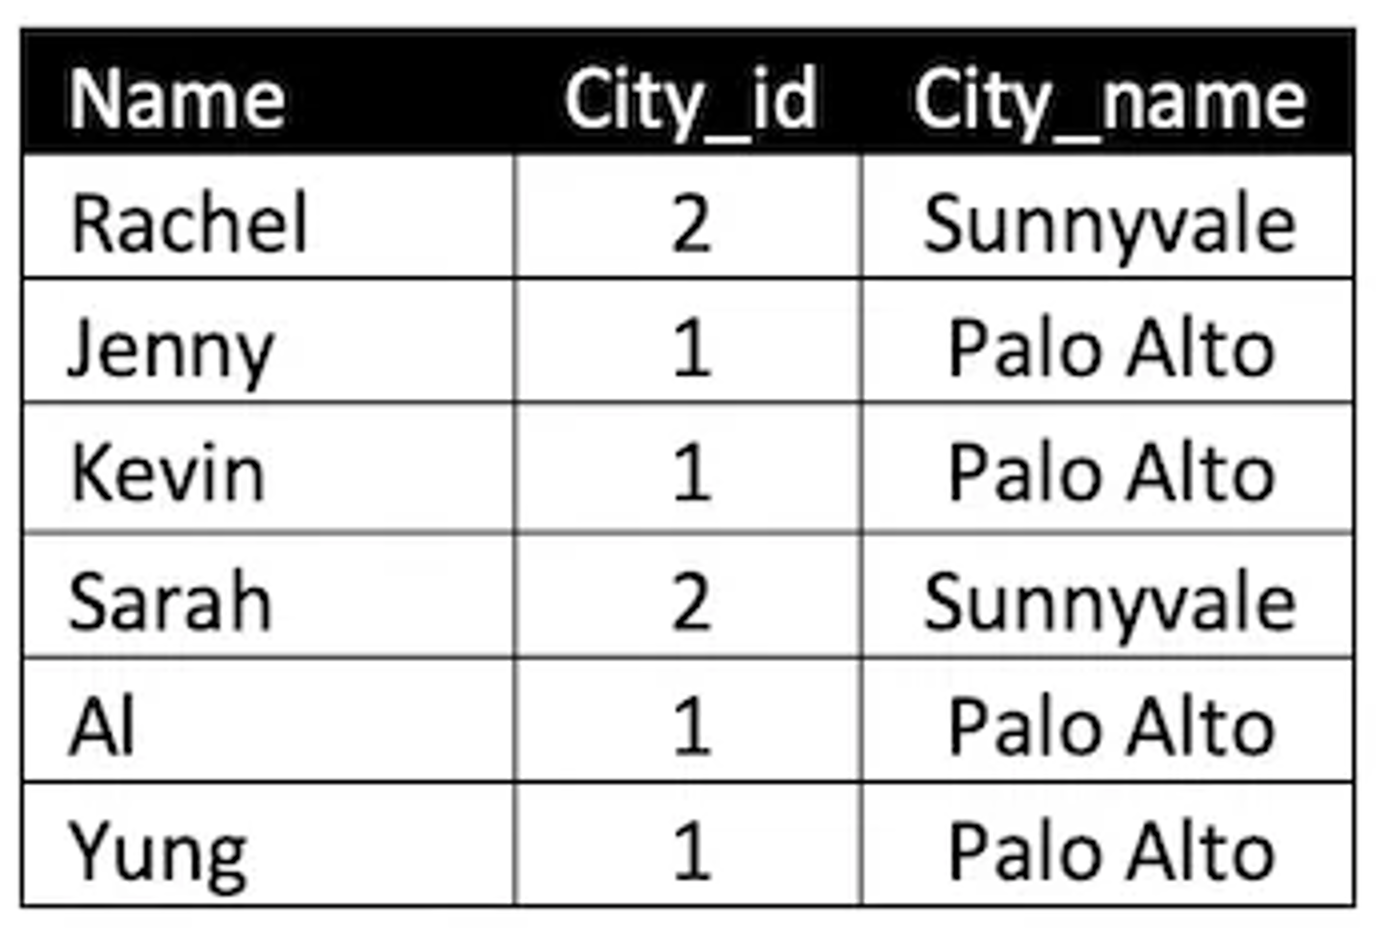 Name City_id City_name
Rachel 2 Sunnyvale
Jenny 1 Palo Alto
Kevin 1 Palo Alto
Sarah 2 Sunnyvale
Al 1 Palo Alto
Yung 1 Palo Alto